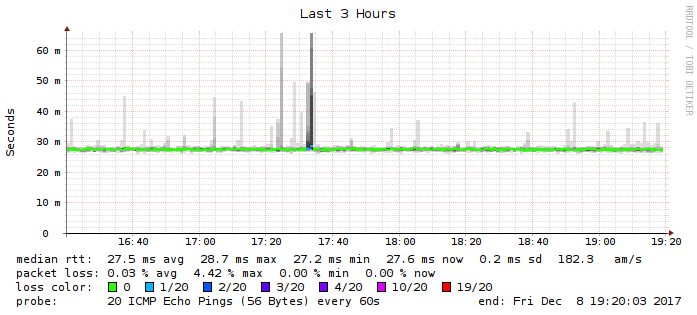 Last 3 Hours
RRDTOOL / TOBI OETIKER
Seconds
60 m
50 m
40 m
30 m
20 m
10 m
0
16:40 17:00 17:20 17:40 18:00 18:20 18:40 19:00 19:20
median rtt: 27.5 ms avg 28.7 ms max 27.2 ms min 27.6 ms now 0.2 ms sd 182.3 am/s
packet loss: 0.03 % avg 4.42 % max 0.00 % min 0.00 % now
loss color: 0 1/20 2/20 3/20 4/20 10/20 19/20
probe: 20 ICMP Echo Pings (56 Bytes) every 60s end: Fri Dec 8 19:20:03 2017